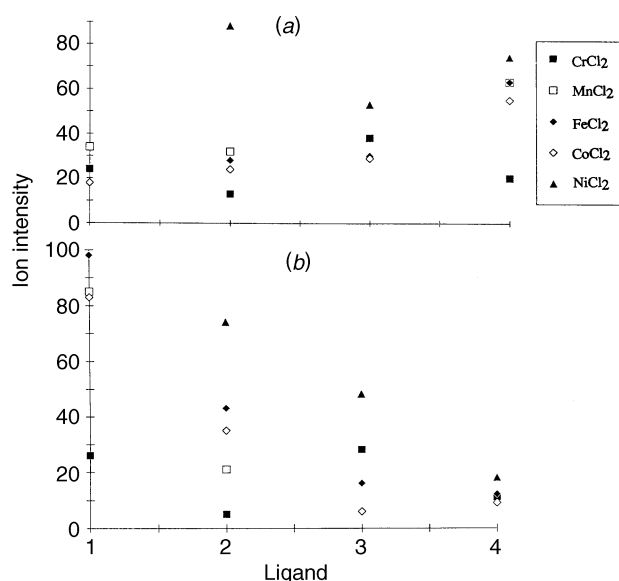 (a)
80
60
40
20
0
CrCl2
MnCl2
FeCl2
CoCl2
NiCl2
Ion intensity
(b)
100
80
60
40
20
0
1 2 3 4
Ligand